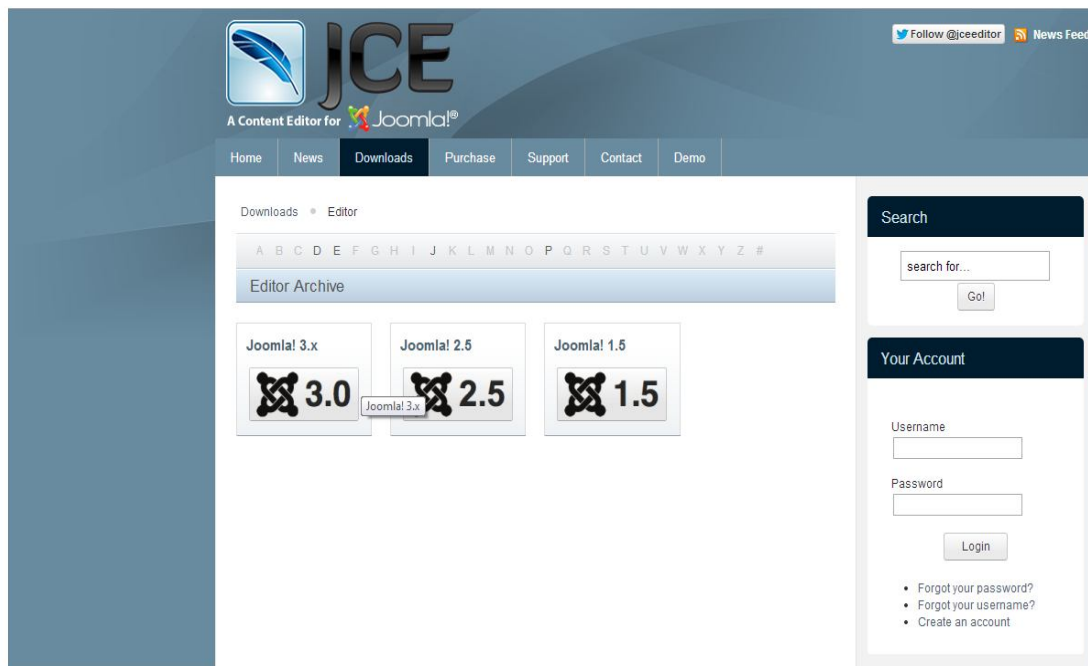 JCE
A Content Editor for Joomla!®
Follow @jceeditor News Feed
Home News Downloads Purchase Support Contact Demo
Downloads Editor
A B C D E F G H I J K L M N O P Q R S T U V W X Y Z #
Editor Archive
Joomla! 3.x Joomla! 2.5 Joomla! 1.5
3.0 2.5 1.5
Joomla! 3.x
Search
search for...
Go!
Your Account
Username
Password
Login
Forgot your password?
Forgot your username?
Create an account